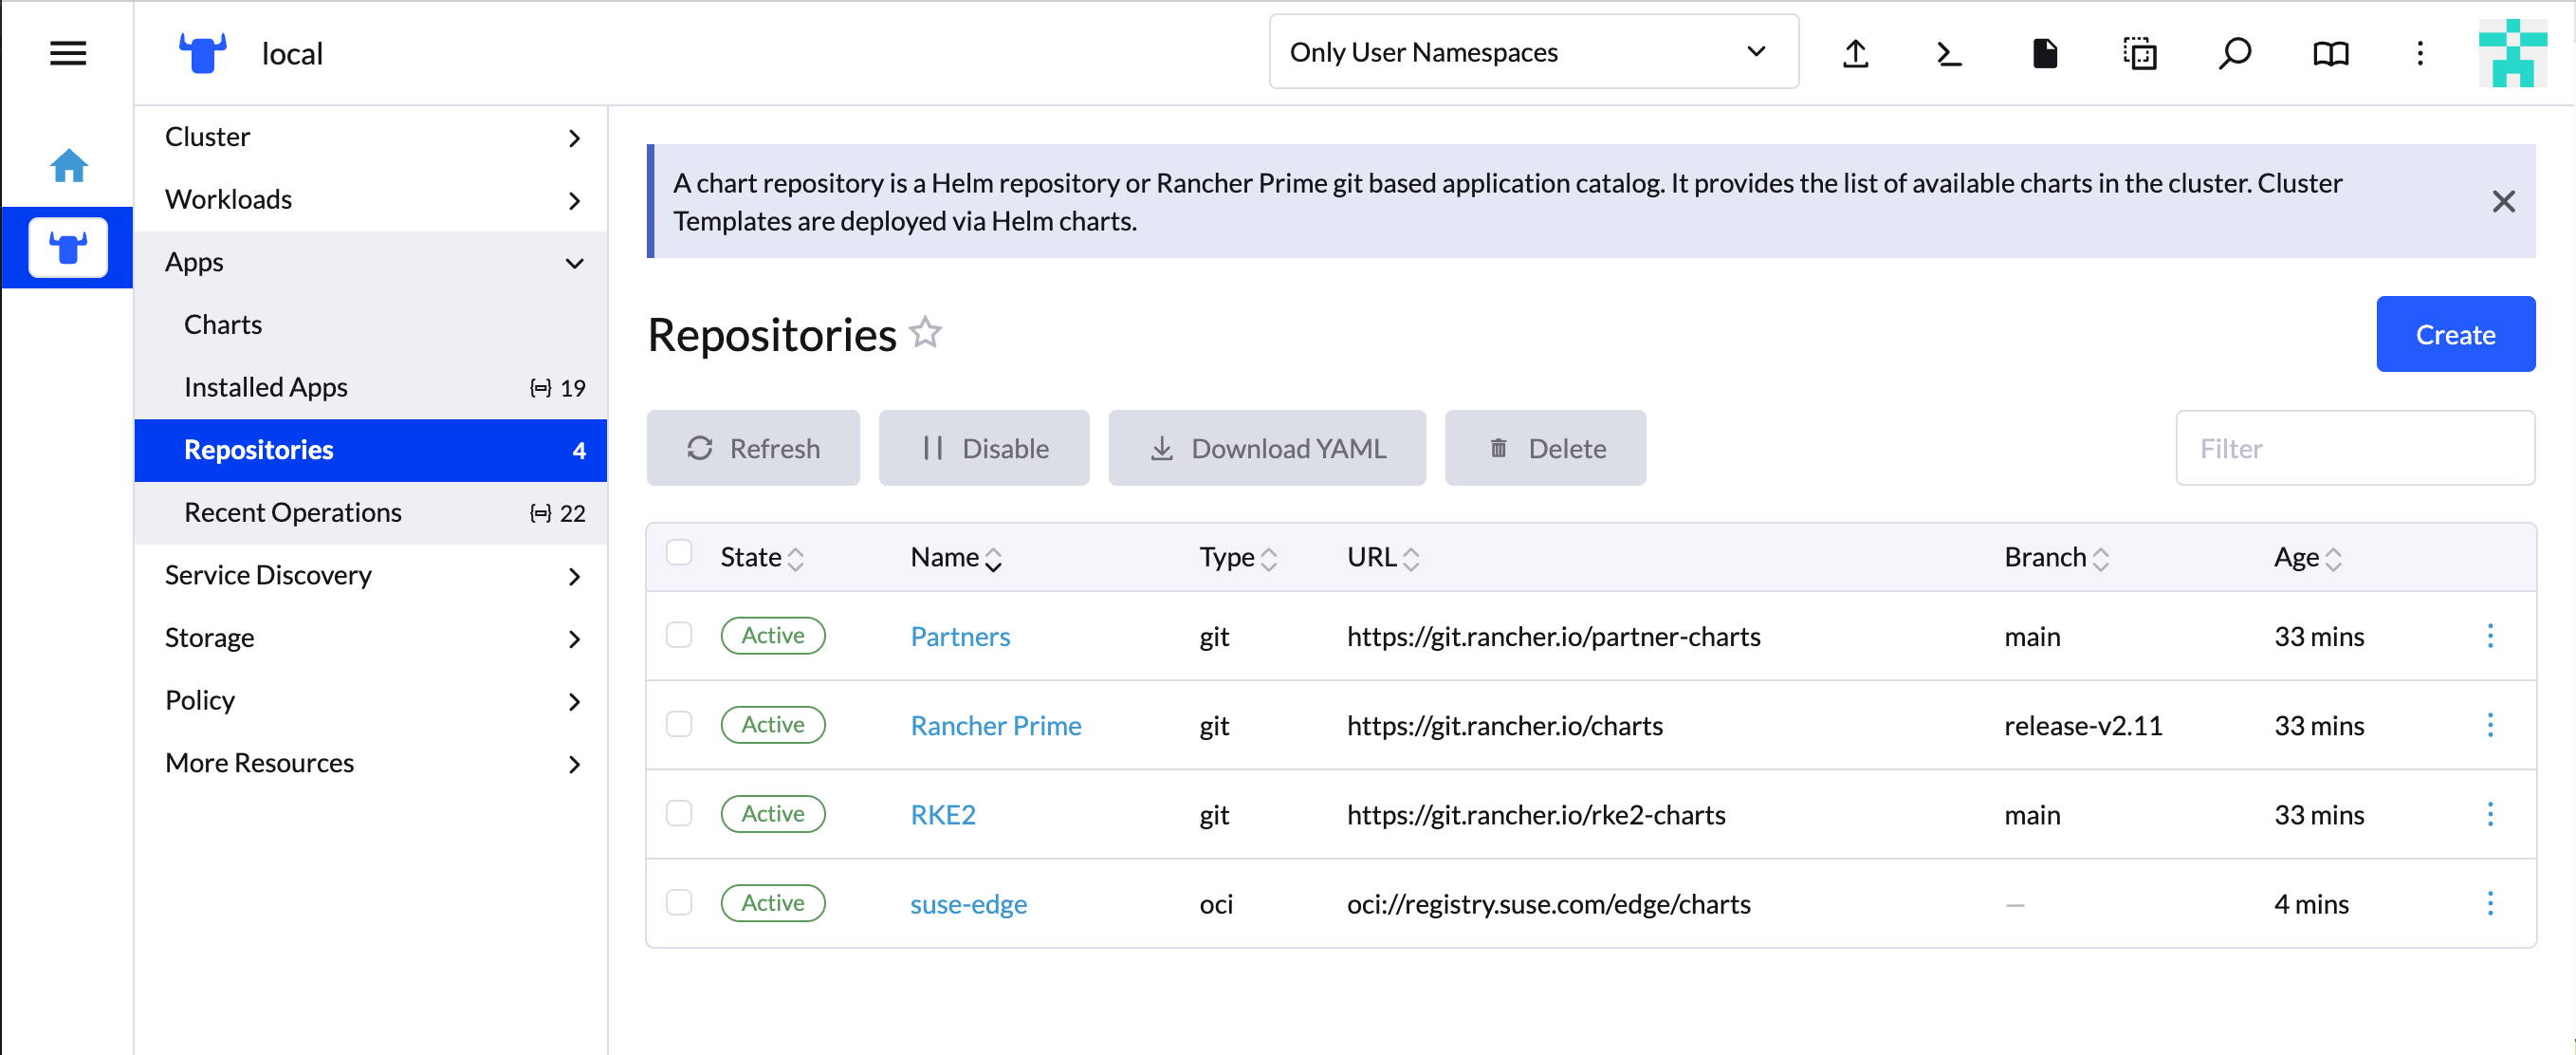 local
Only User Namespaces
Cluster
Workloads
Apps
Charts
Installed Apps 19
Repositories 4
Recent Operations 22
Service Discovery
Storage
Policy
More Resources
A chart repository is a Helm repository or Rancher Prime git based application catalog. It provides the list of available charts in the cluster. Cluster
Templates are deployed via Helm charts.
Repositories
Create
Refresh Disable Download YAML Delete Filter
State Name Type URL Branch Age
Active Partners git https://git.rancher.io/partner-charts main 33 mins
Active Rancher Prime git https://git.rancher.io/charts release-v2.11 33 mins
Active RKE2 git https://git.rancher.io/rke2-charts main 33 mins
Active suse-edge oci oci://registry.suse.com/edge/charts — 4 mins